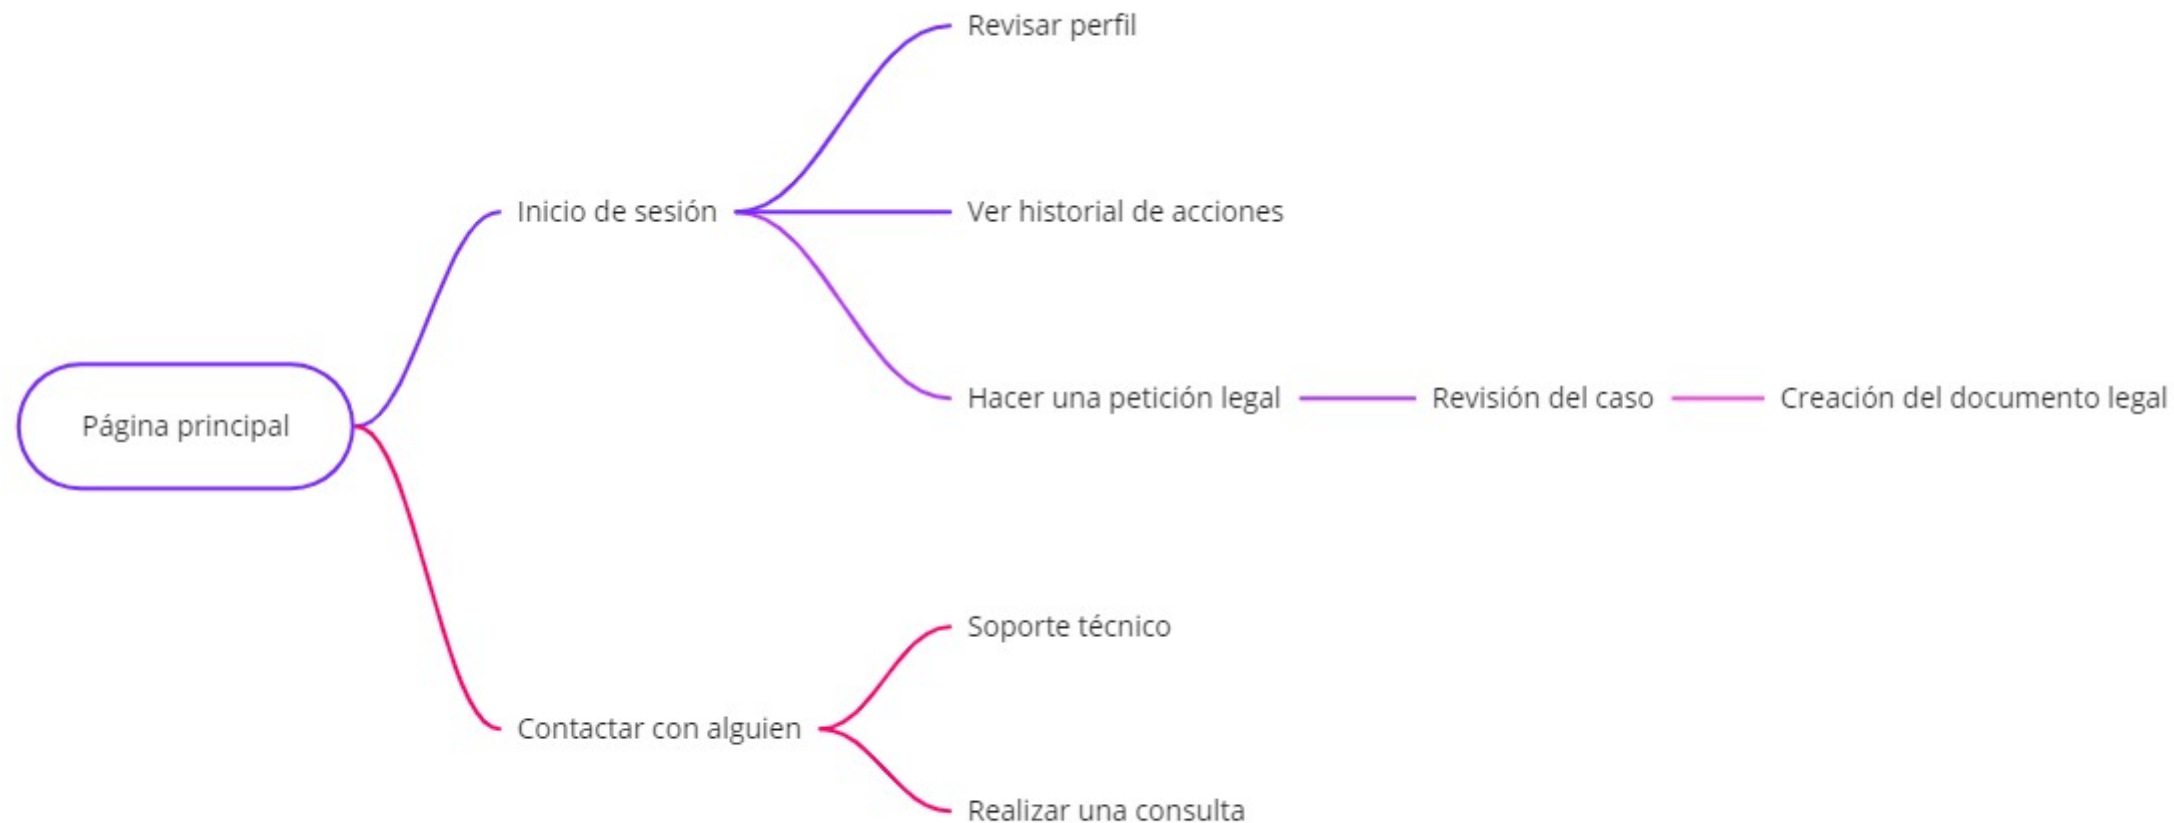 Página principal
Inicio de sesión
Revisar perfil
Ver historial de acciones
Hacer una petición legal
Revisión del caso
Creación del documento legal
Contactar con alguien
Soporte técnico
Realizar una consulta